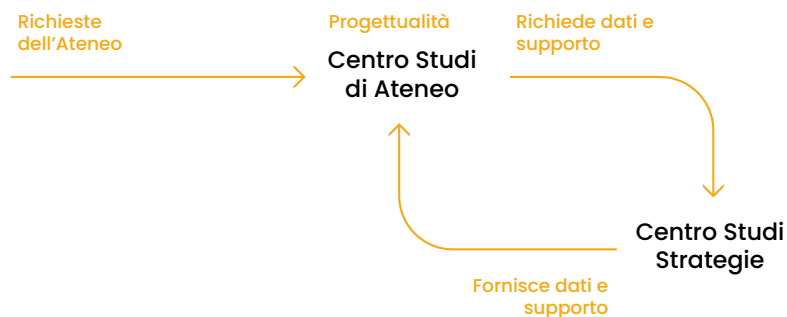 Richieste
dell’Ateneo
Progettualità
Centro Studi
di Ateneo
Richiede dati e
supporto
Centro Studi
Strategie
Fornisce dati e
supporto